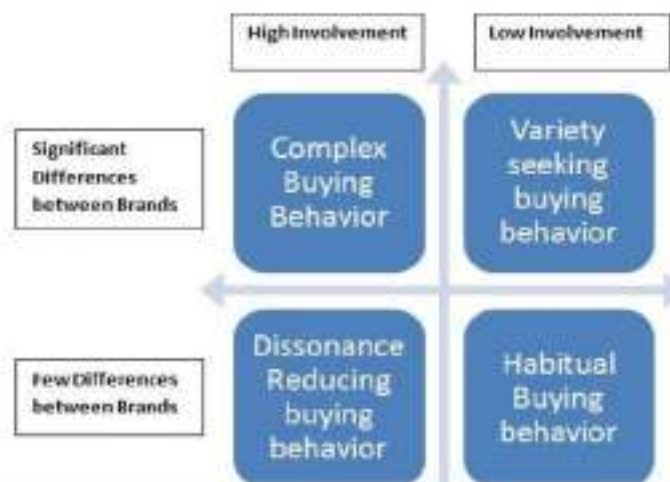 High Involvement
Low Involvement
Significant
Differences
between Brands
Complex
Buying
Behavior
Variety
seeking
buying
behavior
Few Differences
between Brands
Dissonance
Reducing
buying
behavior
Habitual
Buying
behavior